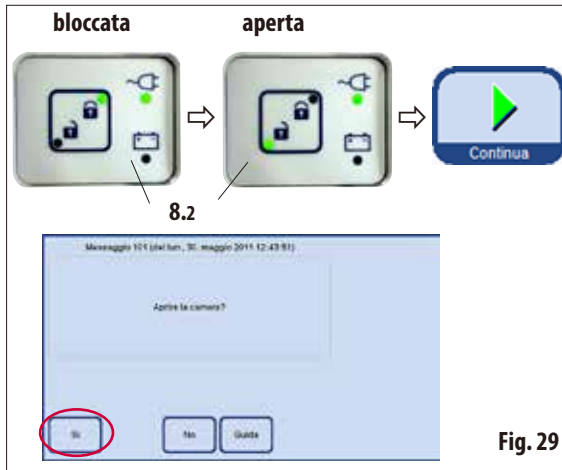 bloccata aperta
Continua
8.2
Messaggio 101 (del lun., 30. maggio 2011 12:43:51)
Aprire la camera?
Sì No Guida
Fig. 29